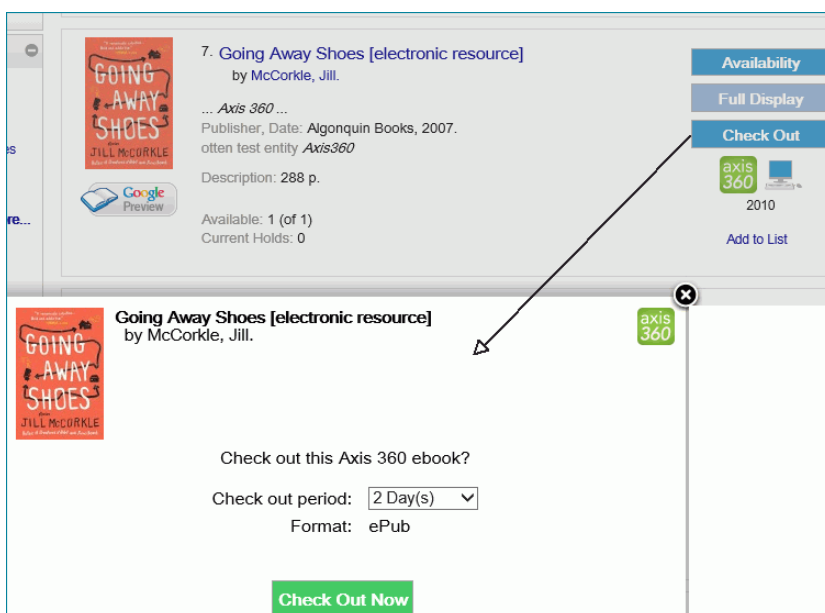 GOING
AWAY
SHOES
JILL McCORKLE
Google
Preview
7. Going Away Shoes [electronic resource]
by McCorkle, Jill.
... Axis 360 ...
Publisher, Date: Algonquin Books, 2007.
otten test entity Axis360
Description: 288 p.
Available: 1 (of 1)
Current Holds: 0
Availability
Full Display
Check Out
axis
360
2010
Add to List
es
re...
GOING
AWAY
SHOES
JILL McCORKLE
Going Away Shoes [electronic resource]
by McCorkle, Jill.
axis
360
Check out this Axis 360 ebook?
Check out period: 2 Day(s)
Format: ePub
Check Out Now